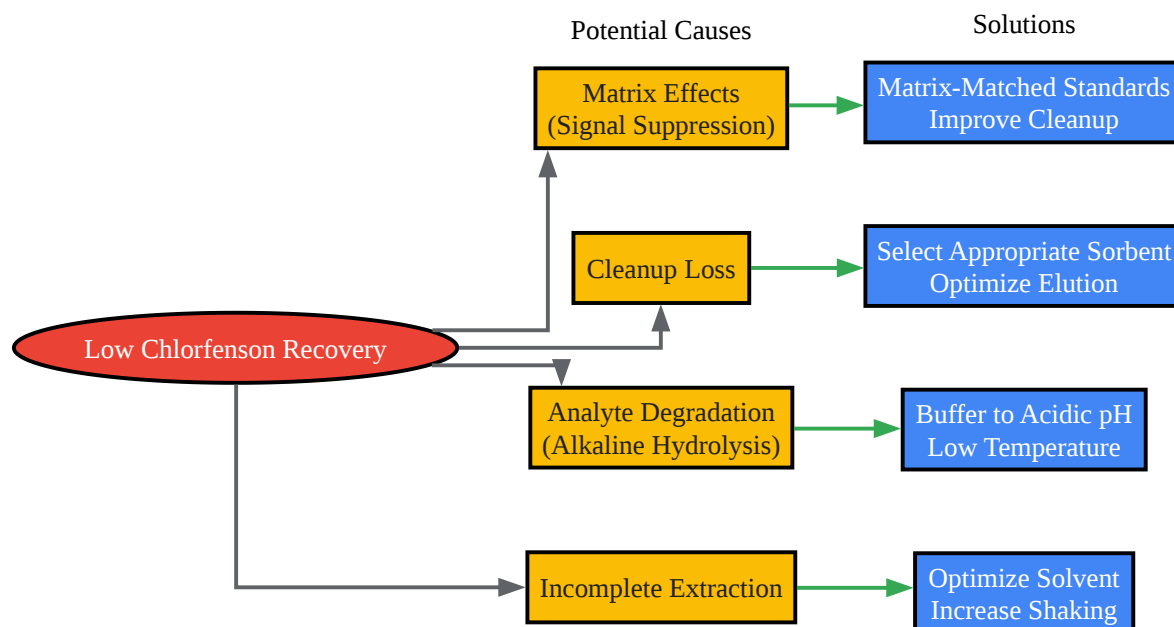 Potential Causes
Solutions
Matrix Effects
(Signal Suppression)
Matrix-Matched Standards
Improve Cleanup
Cleanup Loss
Select Appropriate Sorbent
Optimize Elution
Low Chlorfenson Recovery
Analyte Degradation
(Alkaline Hydrolysis)
Buffer to Acidic pH
Low Temperature
Incomplete Extraction
Optimize Solvent
Increase Shaking